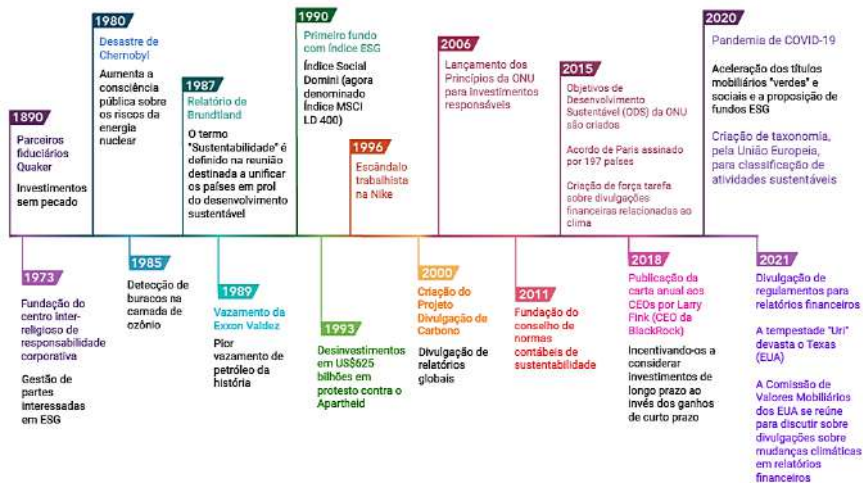 1890
Parceiros
fiduciários
Quaker
Investimentos
sem pecado
1973
Fundação do
centro inter-
religioso de
responsabilidade
corporativa
Gestão de
partes
interessadas
em ESG
1980
Desastre de
Chernobyl
Aumenta a
consciência
pública sobre
os riscos da
energia
nuclear
1985
Detecção de
buracos na
camada de
ozônio
1987
Relatório de
Brundtland
O termo
"Sustentabilidade" é
definido na reunião
destinada a unificar
os países em prol
do desenvolvimento
sustentável
1989
Vazamento da
Exxon Valdez
Pior
vazamento de
petróleo da
história
1990
Primeiro fundo
com índice ESG
Índice Social
Domini (agora
denominado
Índice MSCI
LD 400)
1993
Desinvestimentos
em US$625
bilhões em
protesto contra o
Apartheid
1996
Escândalo
trabalhista
na Nike
2000
Criação do
Projeto
Divulgação de
Carbono
Divulgação de
relatórios
globais
2006
Lançamento dos
Princípios da ONU
para investimentos
responsáveis
2011
Fundação do
conselho de
normas
contábeis de
sustentabilidade
2015
Objetivos de
Desenvolvimento
Sustentável (ODS) da ONU
são criados
Acordo de Paris assinado
por 197 países
Criação de força tarefa
sobre divulgações
financeiras relacionadas ao
clima
2018
Publicação da
carta anual aos
CEOs por Larry
Fink (CEO da
BlackRock)
Incentivando-os a
considerar
investimentos de
longo prazo ao
invés dos ganhos
de curto prazo
2020
Pandemia de COVID-19
Aceleração dos títulos
mobiliários "verdes" e
sociais e a proposição de
fundos ESG
Criação de taxonomia,
pela União Europeia,
para classificação de
atividades sustentáveis
2021
Divulgação de
regulamentos para
relatórios financeiros
A tempestade "Uri"
devasta o Texas
(EUA)
A Comissão de
Valores Mobiliários
dos EUA se reúne
para discutir sobre
divulgações sobre
mudanças climáticas
em relatórios
financeiros